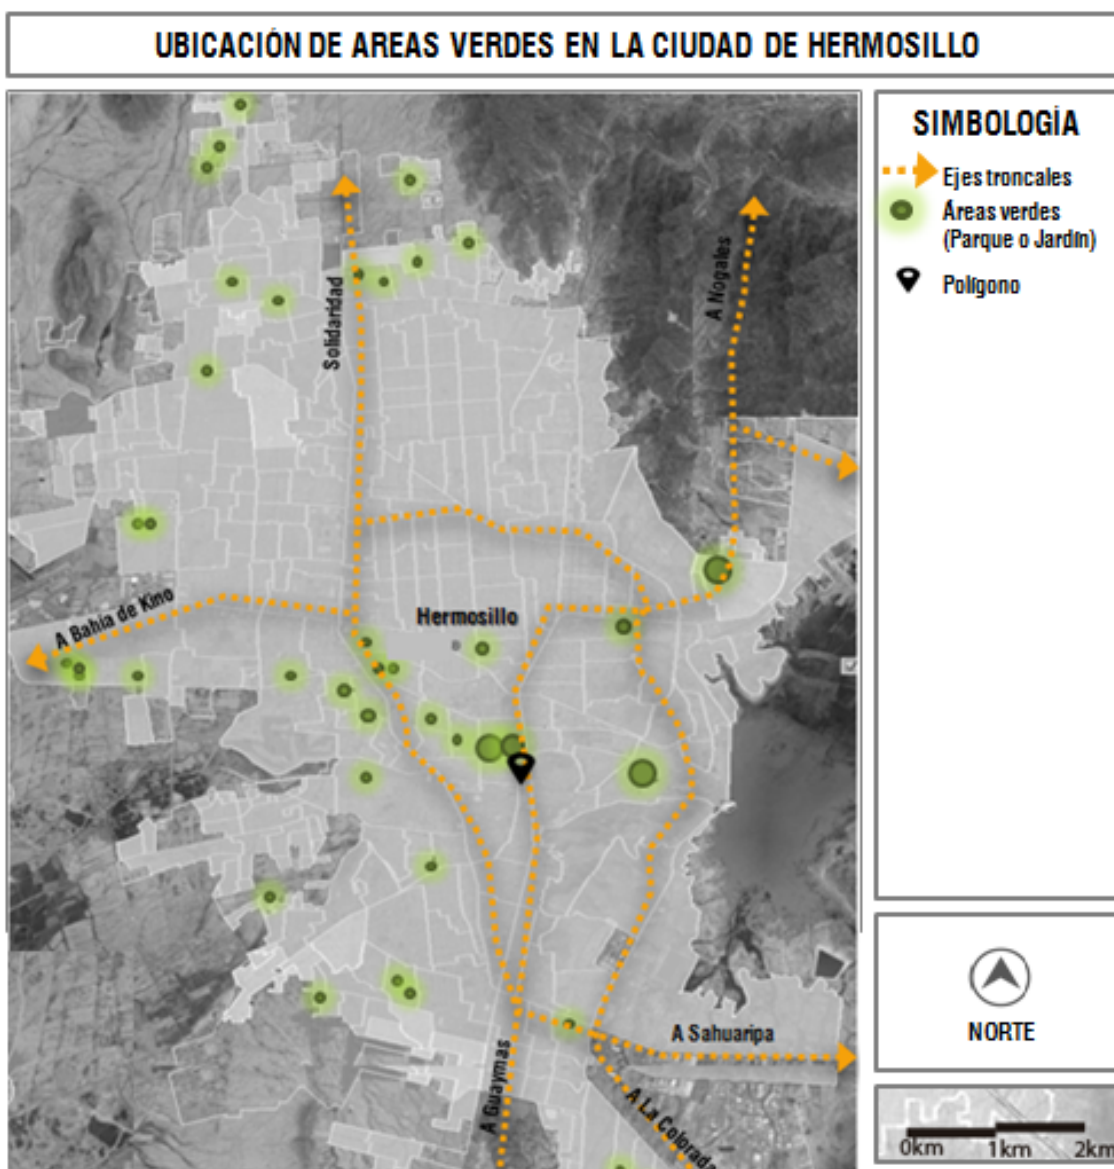 UBICACIÓN DE AREAS VERDES EN LA CIUDAD DE HERMOSILLO
SIMBOLOGÍA
Ejes troncales
Áreas verdes
(Parque o Jardín)
Polígono
Solidaridad
A Nogales
A Bahia de Kino
Hermosillo
A Sahuaripa
A Guaymas
A La Colorada
NORTE
0km 1km 2km